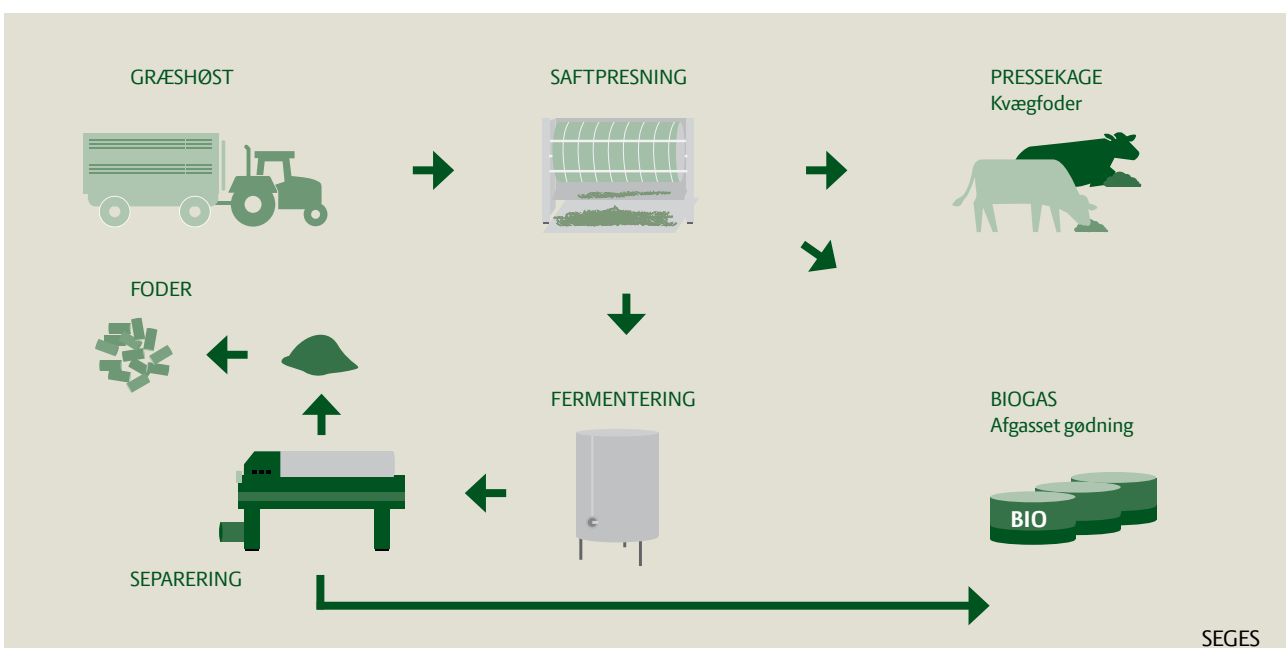 GRÆSHØST
SAFTPRESNING
PRESSEKAGE
Kvægfoder
FODER
FERMENTERING
BIOGAS
Afgasset gødning
BIO
SEPARERING
SEGES